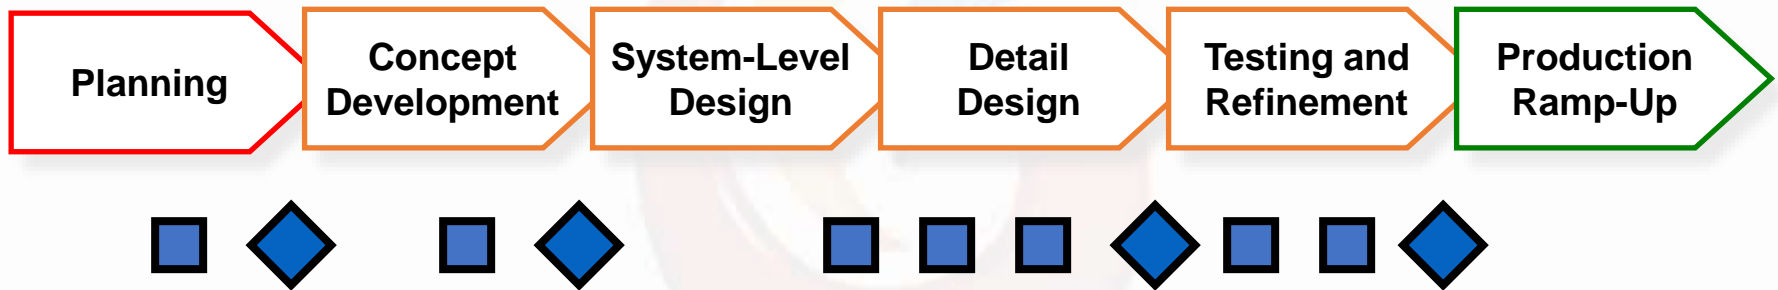 Planning
Concept
Development
System-Level
Design
Detail
Design
Testing and
Refinement
Production
Ramp-Up